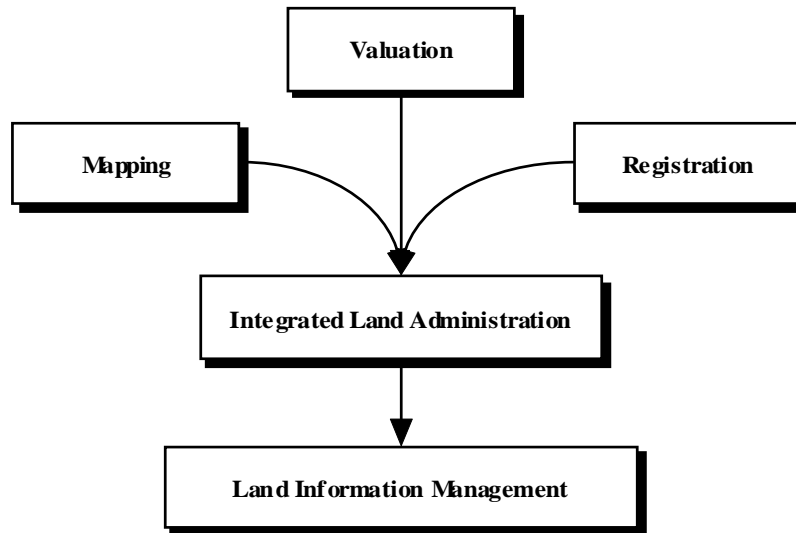 Valuation
Mapping
Registration
Integrated Land Administration
Land Information Management